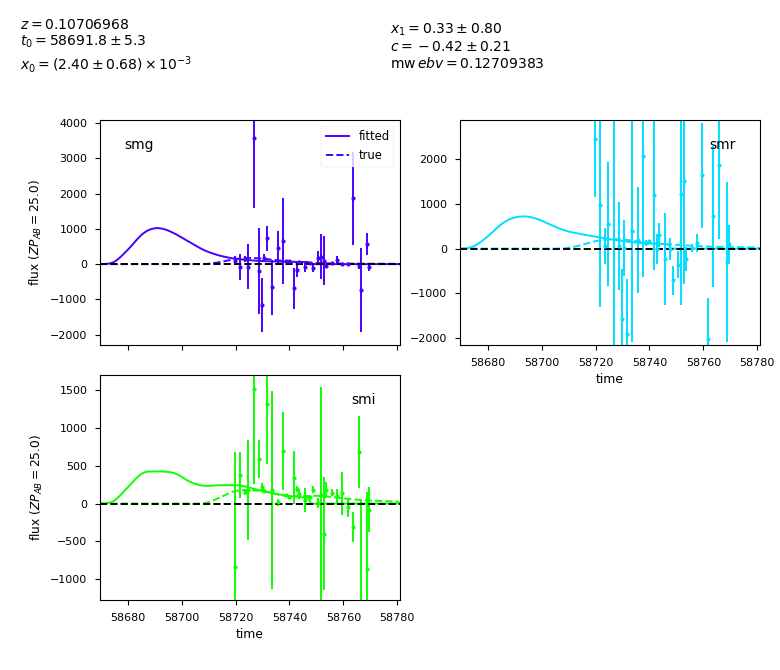 z = 0.10706968
t₀ = 58691.8 ± 5.3
x₀ = (2.40 ± 0.68) × 10⁻³
x₁ = 0.33 ± 0.80
c = −0.42 ± 0.21
mw ebv = 0.12709383
smg
fitted
true
4000
3000
2000
1000
0
−1000
−2000
flux (ZP_AB = 25.0)
smr
2000
1000
0
−1000
−2000
58680 58700 58720 58740 58760 58780
time
smi
1500
1000
500
0
−500
−1000
flux (ZP_AB = 25.0)
58680 58700 58720 58740 58760 58780
time